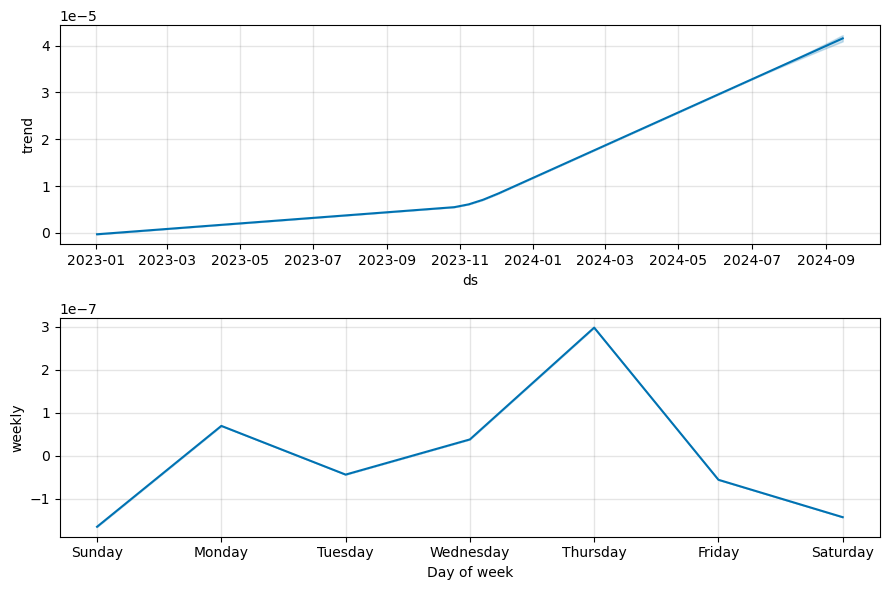 1e−5
4
3
2
1
0
trend
2023-01 2023-03 2023-05 2023-07 2023-09 2023-11 2024-01 2024-03 2024-05 2024-07 2024-09
ds
1e−7
3
2
1
0
−1
weekly
Sunday Monday Tuesday Wednesday Thursday Friday Saturday
Day of week